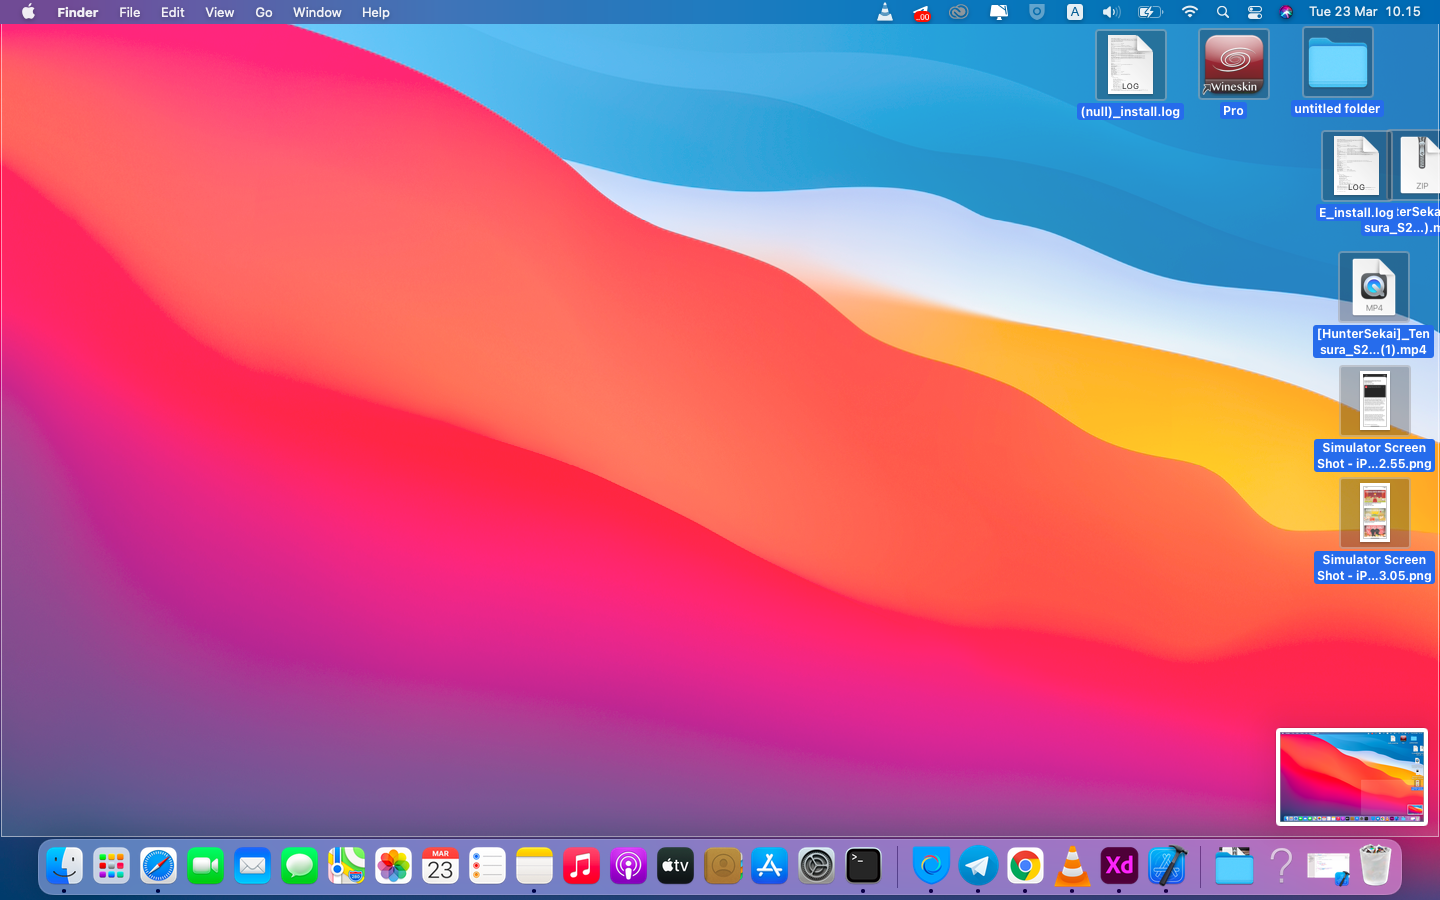 Finder File Edit View Go Window Help
.00
A
Tue 23 Mar 10.15
LOG
(null)_install.log
Wineskin
Pro
untitled folder
LOG
E_install.log
ZIP
terSeka
sura_S2...).m
MP4
[HunterSekai]_Ten
sura_S2...(1).mp4
Simulator Screen
Shot - iP...2.55.png
Simulator Screen
Shot - iP...3.05.png
MAR
23
tv
>_
Xd
?